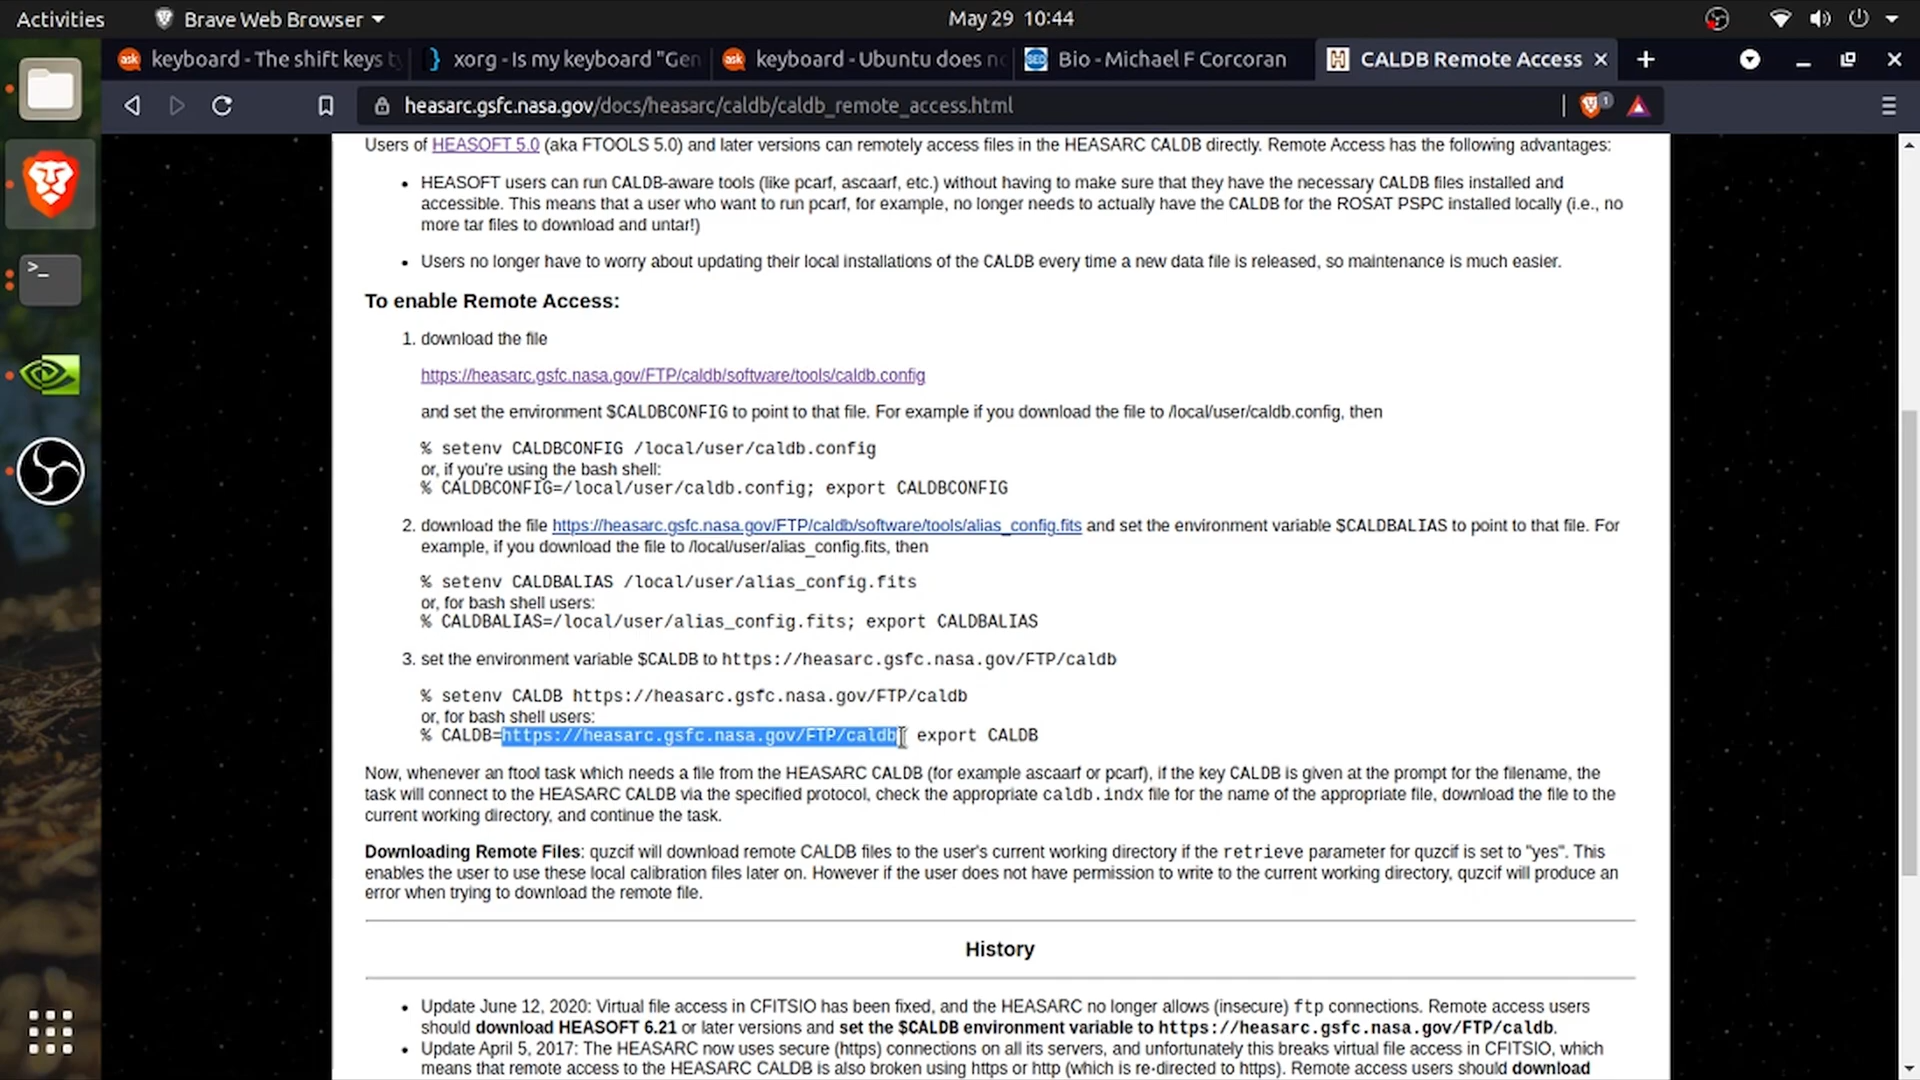 Activities Brave Web Browser May 29 10:44
keyboard - The shift keys t xorg - Is my keyboard "Gen keyboard - Ubuntu does no Bio - Michael F Corcoran CALDB Remote Access
heasarc.gsfc.nasa.gov/docs/heasarc/caldb/caldb_remote_access.html 1
Users of HEASOFT 5.0 (aka FTOOLS 5.0) and later versions can remotely access files in the HEASARC CALDB directly. Remote Access has the following advantages:
• HEASOFT users can run CALDB-aware tools (like pcarf, ascaarf, etc.) without having to make sure that they have the necessary CALDB files installed and
accessible. This means that a user who want to run pcarf, for example, no longer needs to actually have the CALDB for the ROSAT PSPC installed locally (i.e., no
more tar files to download and untar!)
• Users no longer have to worry about updating their local installations of the CALDB every time a new data file is released, so maintenance is much easier.
To enable Remote Access:
1. download the file
https://heasarc.gsfc.nasa.gov/FTP/caldb/software/tools/caldb.config
and set the environment $CALDBCONFIG to point to that file. For example if you download the file to /local/user/caldb.config, then
% setenv CALDBCONFIG /local/user/caldb.config
or, if you're using the bash shell:
% CALDBCONFIG=/local/user/caldb.config; export CALDBCONFIG
2. download the file https://heasarc.gsfc.nasa.gov/FTP/caldb/software/tools/alias_config.fits and set the environment variable $CALDBALIAS to point to that file. For
example, if you download the file to /local/user/alias_config.fits, then
% setenv CALDBALIAS /local/user/alias_config.fits
or, for bash shell users:
% CALDBALIAS=/local/user/alias_config.fits; export CALDBALIAS
3. set the environment variable $CALDB to https://heasarc.gsfc.nasa.gov/FTP/caldb
% setenv CALDB https://heasarc.gsfc.nasa.gov/FTP/caldb
or, for bash shell users:
% CALDB=https://heasarc.gsfc.nasa.gov/FTP/caldb export CALDB
Now, whenever an ftool task which needs a file from the HEASARC CALDB (for example ascaarf or pcarf), if the key CALDB is given at the prompt for the filename, the
task will connect to the HEASARC CALDB via the specified protocol, check the appropriate caldb.indx file for the name of the appropriate file, download the file to the
current working directory, and continue the task.
Downloading Remote Files: quzcif will download remote CALDB files to the user's current working directory if the retrieve parameter for quzcif is set to "yes". This
enables the user to use these local calibration files later on. However if the user does not have permission to write to the current working directory, quzcif will produce an
error when trying to download the remote file.
History
• Update June 12, 2020: Virtual file access in CFITSIO has been fixed, and the HEASARC no longer allows (insecure) ftp connections. Remote access users
should download HEASOFT 6.21 or later versions and set the $CALDB environment variable to https://heasarc.gsfc.nasa.gov/FTP/caldb.
• Update April 5, 2017: The HEASARC now uses secure (https) connections on all its servers, and unfortunately this breaks virtual file access in CFITSIO, which
means that remote access to the HEASARC CALDB is also broken using https or http (which is re-directed to https). Remote access users should download